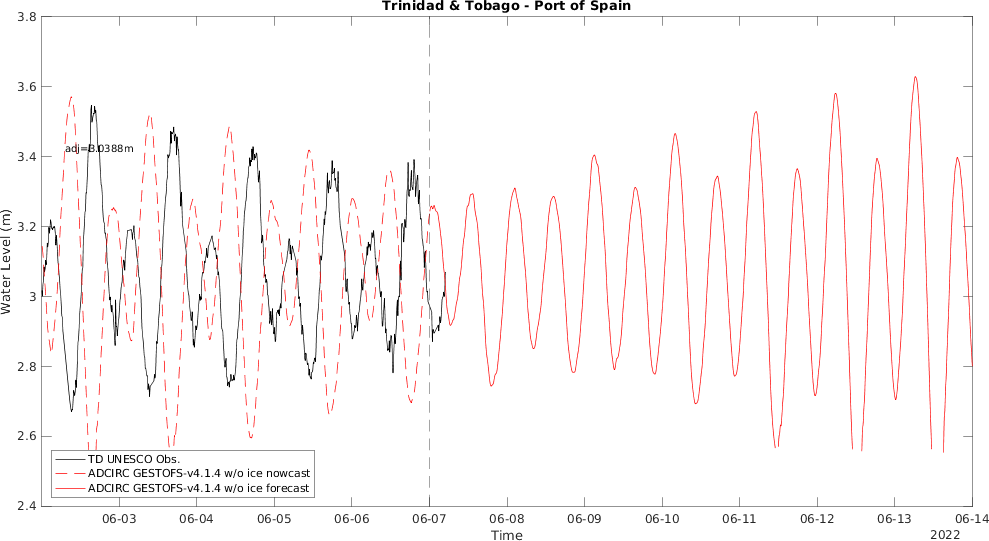 Trinidad & Tobago - Port of Spain
3.8
3.6
3.4
3.2
3
2.8
2.6
2.4
Water Level (m)
adj=3.0388m
TD UNESCO Obs.
ADCIRC GESTOFS-v4.1.4 w/o ice nowcast
ADCIRC GESTOFS-v4.1.4 w/o ice forecast
06-03 06-04 06-05 06-06 06-07 06-08 06-09 06-10 06-11 06-12 06-13 06-14
Time
2022